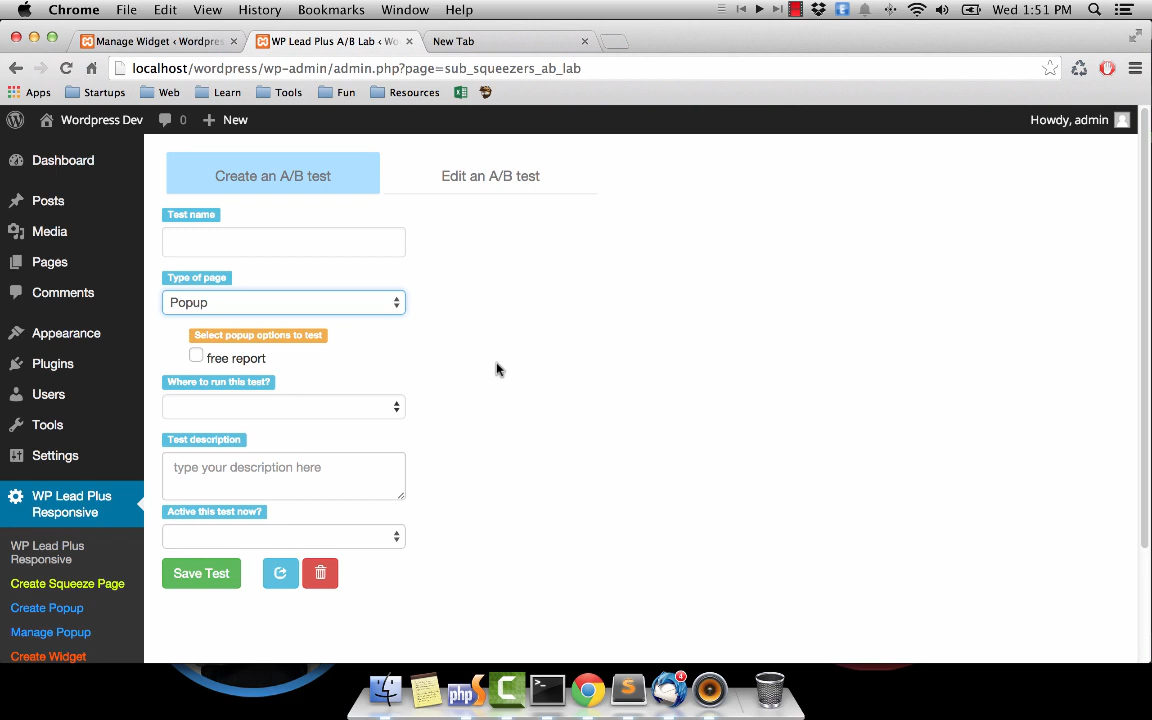 Chrome File Edit View History Bookmarks Window Help Wed 1:51 PM
Manage Widget ‹ Wordpres WP Lead Plus A/B Lab ‹ Wo New Tab
localhost/wordpress/wp-admin/admin.php?page=sub_squeezers_ab_lab
Apps Startups Web Learn Tools Fun Resources
Wordpress Dev 0 New Howdy, admin
Dashboard
Posts
Media
Pages
Comments
Appearance
Plugins
Users
Tools
Settings
WP Lead Plus
Responsive
WP Lead Plus
Responsive
Create Squeeze Page
Create Popup
Manage Popup
Create Widget
Create an A/B test Edit an A/B test
Test name
Type of page
Popup
Select popup options to test
free report
Where to run this test?
Test description
type your description here
Active this test now?
Save Test
php
4